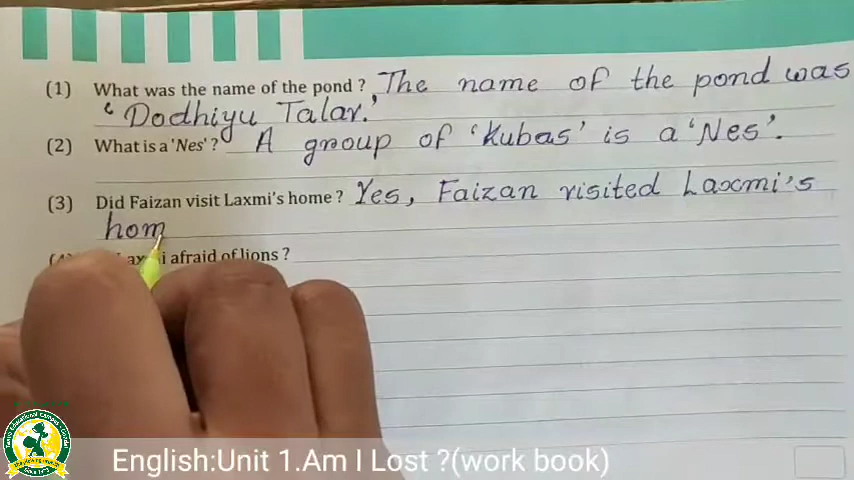 (1) What was the name of the pond ? The name of the pond was
'Dodhiyu Talav.'
(2) What is a 'Nes' ? A group of 'Kubas' is a 'Nes'.
(3) Did Faizan visit Laxmi's home ? Yes, Faizan visited Laxmi's
hom
afraid of lions ?
English:Unit 1.Am I Lost ?(work book)